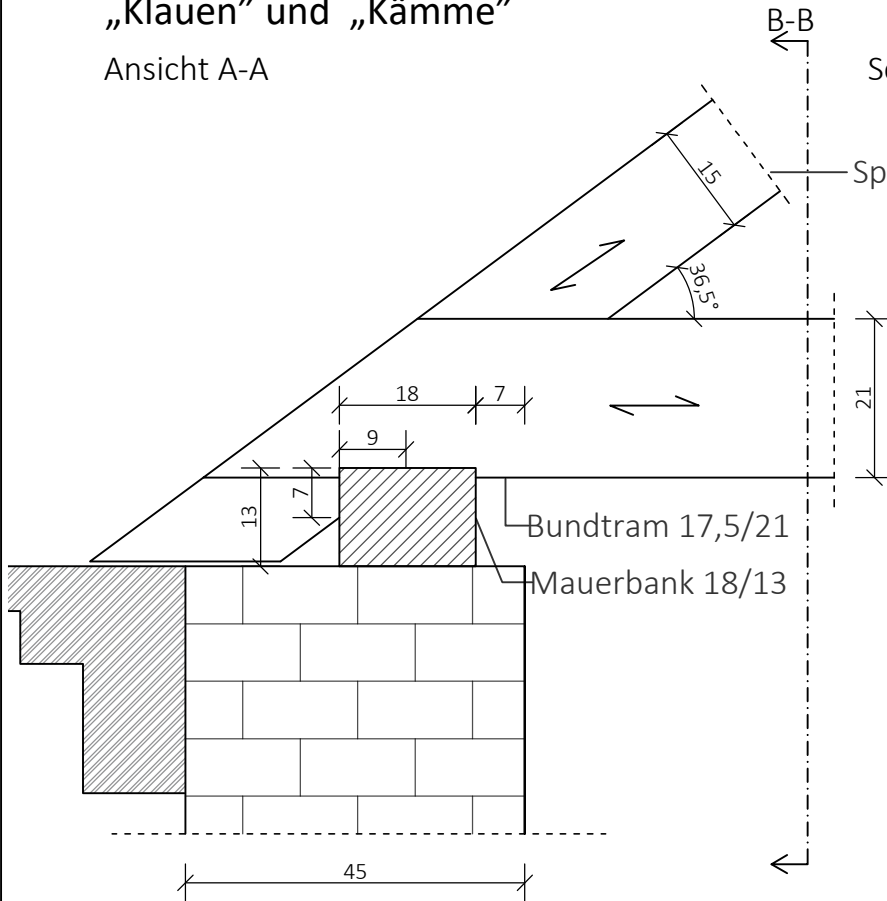 „Klauen” und „Kämme”
B-B
Ansicht A-A
15
36,5°
18
7
21
9
13
7
Bundtram 17,5/21
Mauerbank 18/13
45